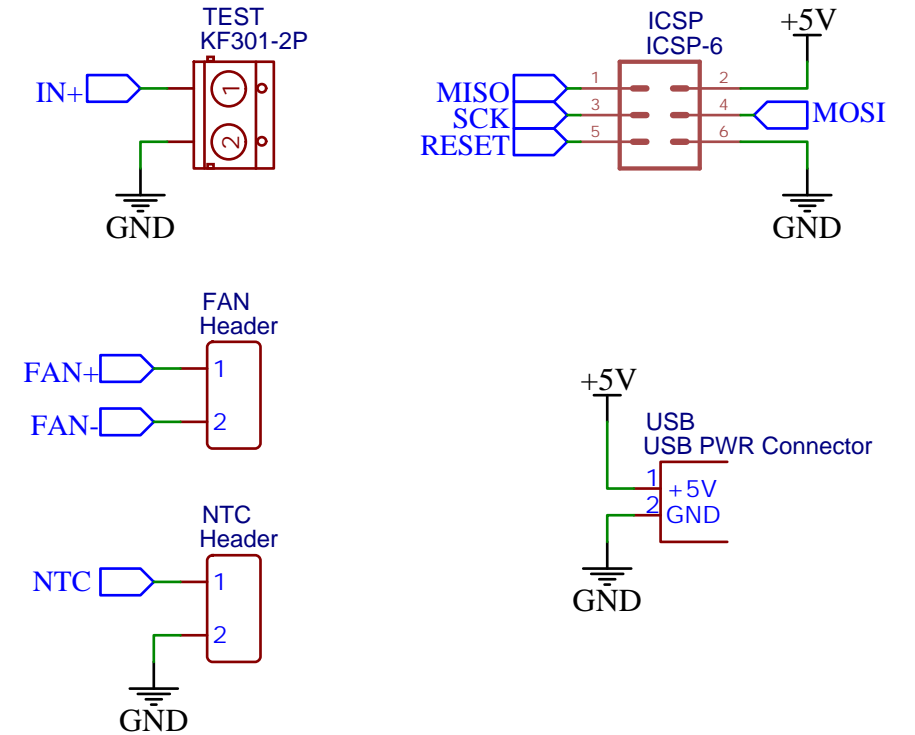 TEST
KF301-2P
IN+
1
2
GND
ICSP
ICSP-6
+5V
MISO
1
2
SCK
3
4
MOSI
RESET
5
6
GND
FAN
Header
FAN+
1
FAN-
2
+5V
USB
USB PWR Connector
1
+5V
2
GND
GND
NTC
Header
NTC
1
2
GND